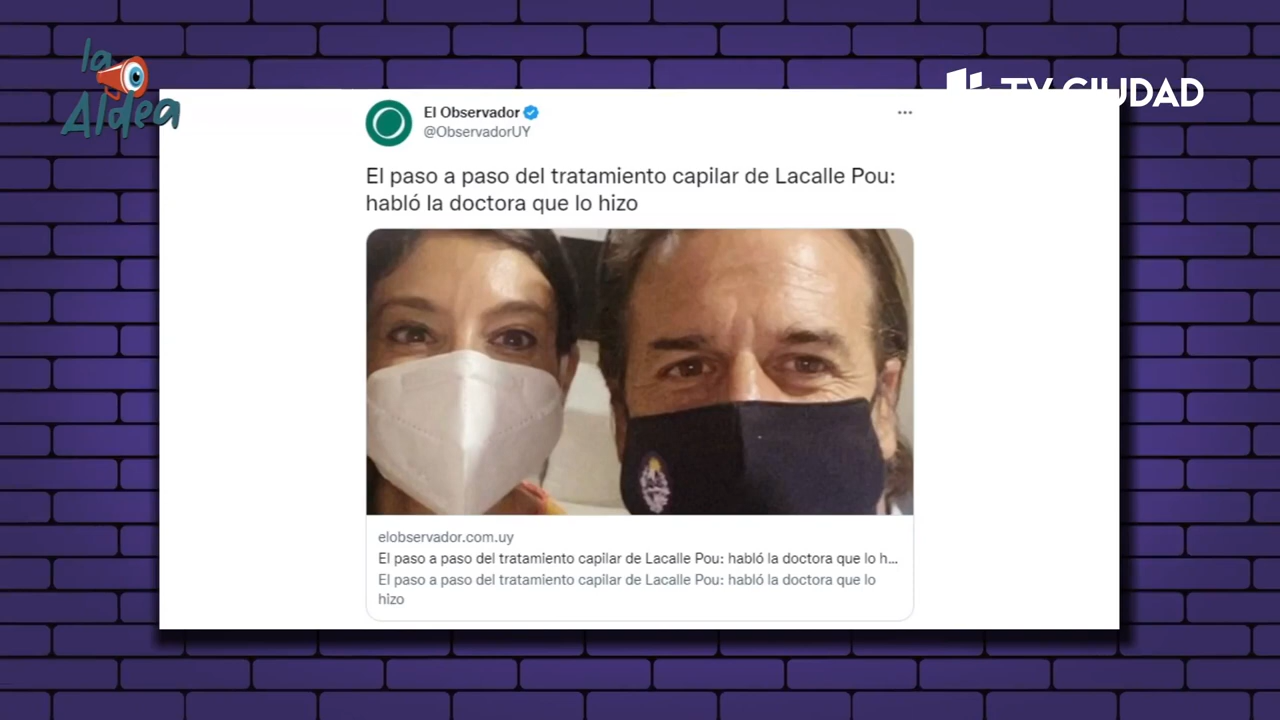 la
Aldea
TV CIUDAD
El Observador
@ObservadorUY
El paso a paso del tratamiento capilar de Lacalle Pou:
habló la doctora que lo hizo
elobservador.com.uy
El paso a paso del tratamiento capilar de Lacalle Pou: habló la doctora que lo h...
El paso a paso del tratamiento capilar de Lacalle Pou: habló la doctora que lo
hizo